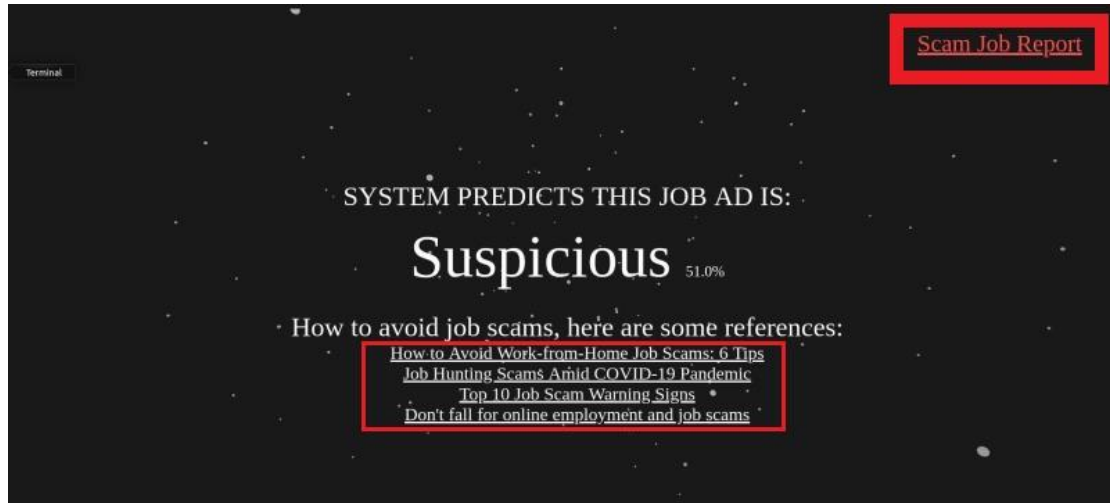 Scam Job Report
Terminal
SYSTEM PREDICTS THIS JOB AD IS:
Suspicious 51.0%
How to avoid job scams, here are some references:
How to Avoid Work-from-Home Job Scams: 6 Tips
Job Hunting Scams Amid COVID-19 Pandemic
Top 10 Job Scam Warning Signs
Don't fall for online employment and job scams